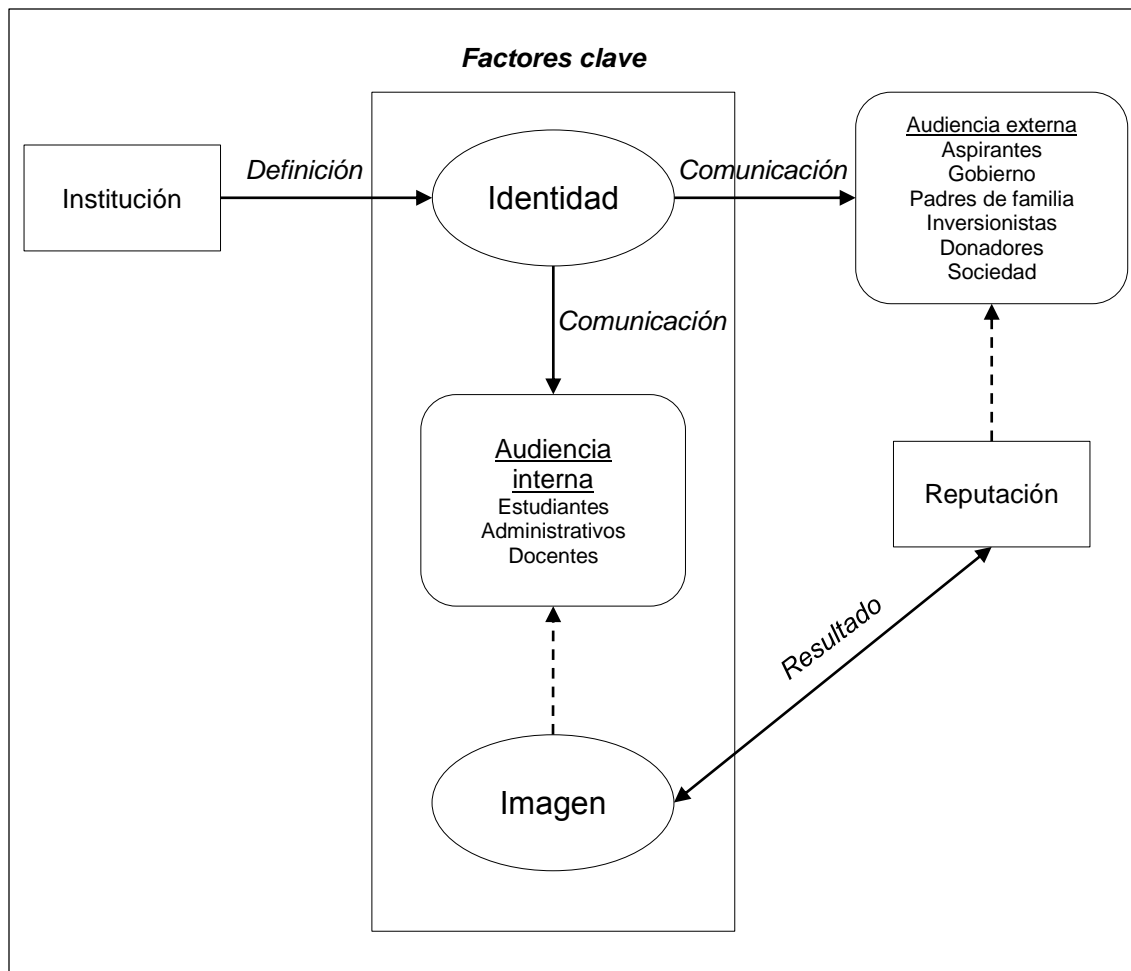 Factores clave
Institución
Definición
Identidad
Comunicación
Audiencia externa
Aspirantes
Gobierno
Padres de familia
Inversionistas
Donadores
Sociedad
Comunicación
Audiencia
interna
Estudiantes
Administrativos
Docentes
Reputación
Resultado
Imagen